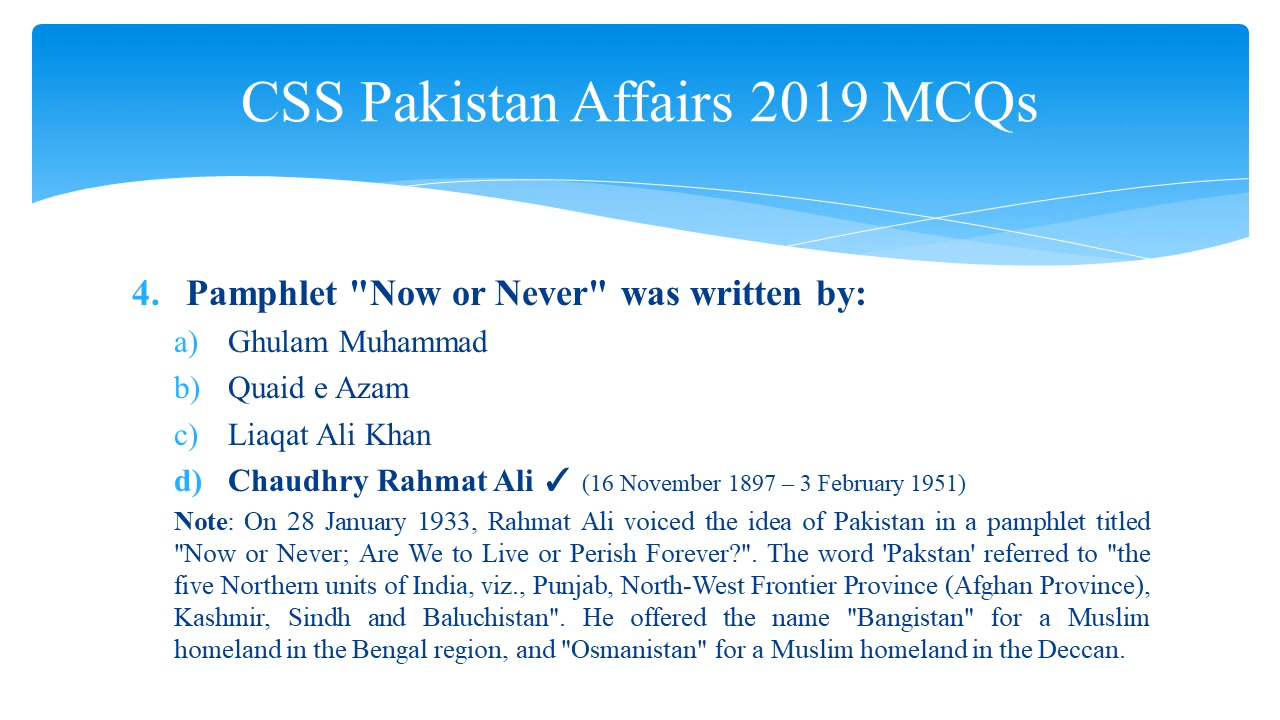 CSS Pakistan Affairs 2019 MCQs
4. Pamphlet "Now or Never" was written by:
a) Ghulam Muhammad
b) Quaid e Azam
c) Liaqat Ali Khan
d) Chaudhry Rahmat Ali ✓ (16 November 1897 – 3 February 1951)
Note: On 28 January 1933, Rahmat Ali voiced the idea of Pakistan in a pamphlet titled
"Now or Never; Are We to Live or Perish Forever?". The word 'Pakstan' referred to "the
five Northern units of India, viz., Punjab, North-West Frontier Province (Afghan Province),
Kashmir, Sindh and Baluchistan". He offered the name "Bangistan" for a Muslim
homeland in the Bengal region, and "Osmanistan" for a Muslim homeland in the Deccan.